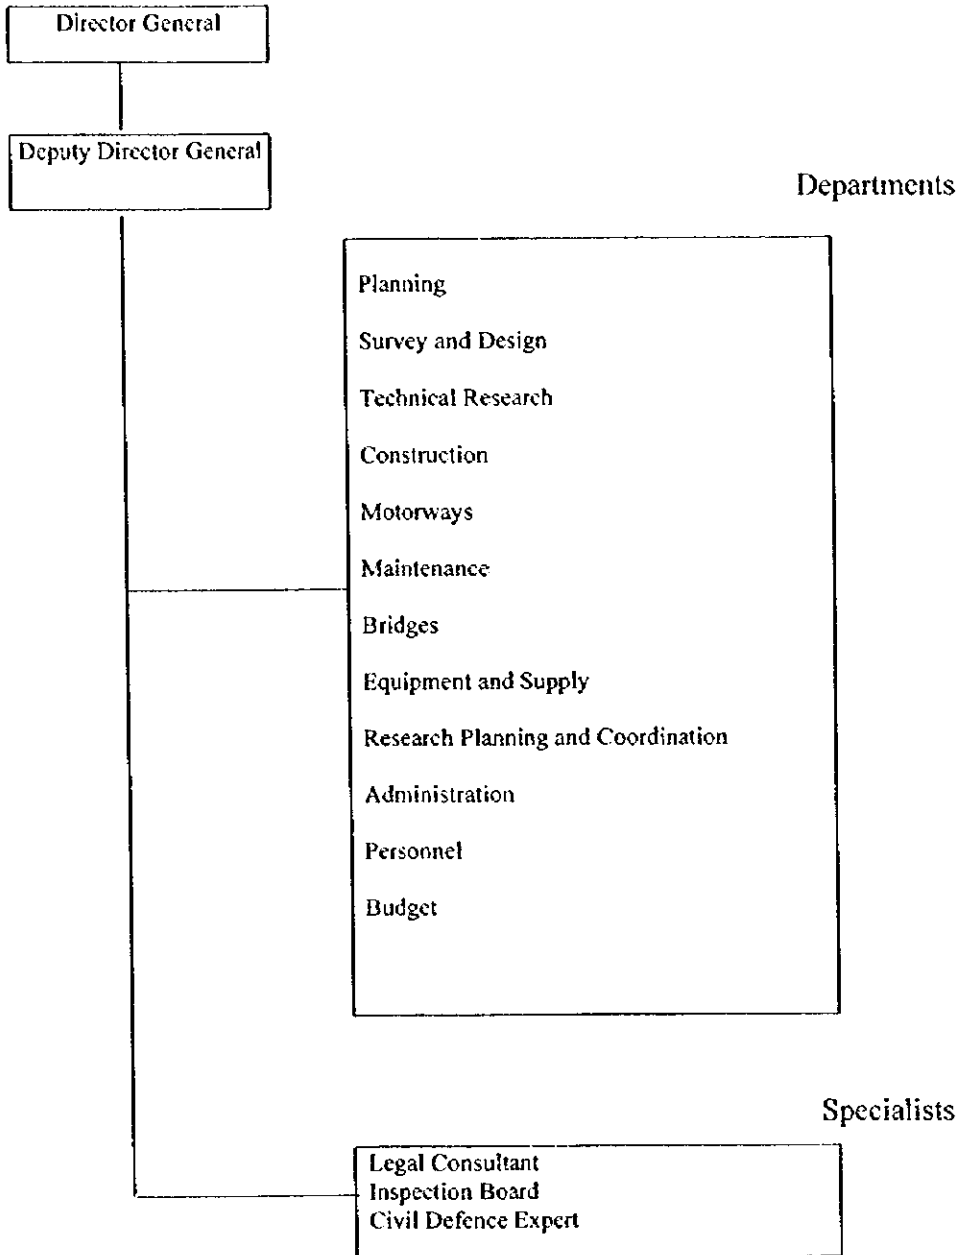 Director General
Deputy Director General
Departments
Planning
Survey and Design
Technical Research
Construction
Motorways
Maintenance
Bridges
Equipment and Supply
Research Planning and Coordination
Administration
Personnel
Budget
Specialists
Legal Consultant
Inspection Board
Civil Defence Expert